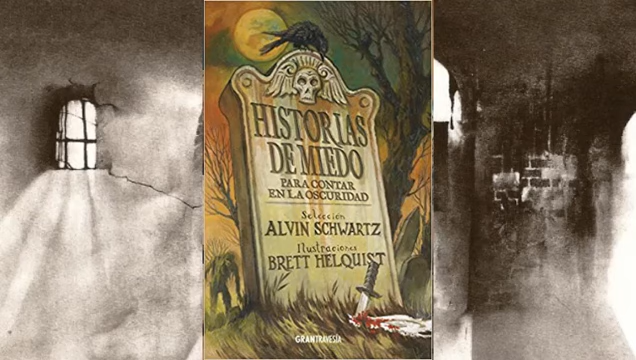 HISTORIAS
DE MIEDO
PARA CONTAR
EN LA OSCURIDAD
Selección
ALVIN SCHWARTZ
Ilustraciones
BRETT HELQUIST
GRANTRAVESÍA